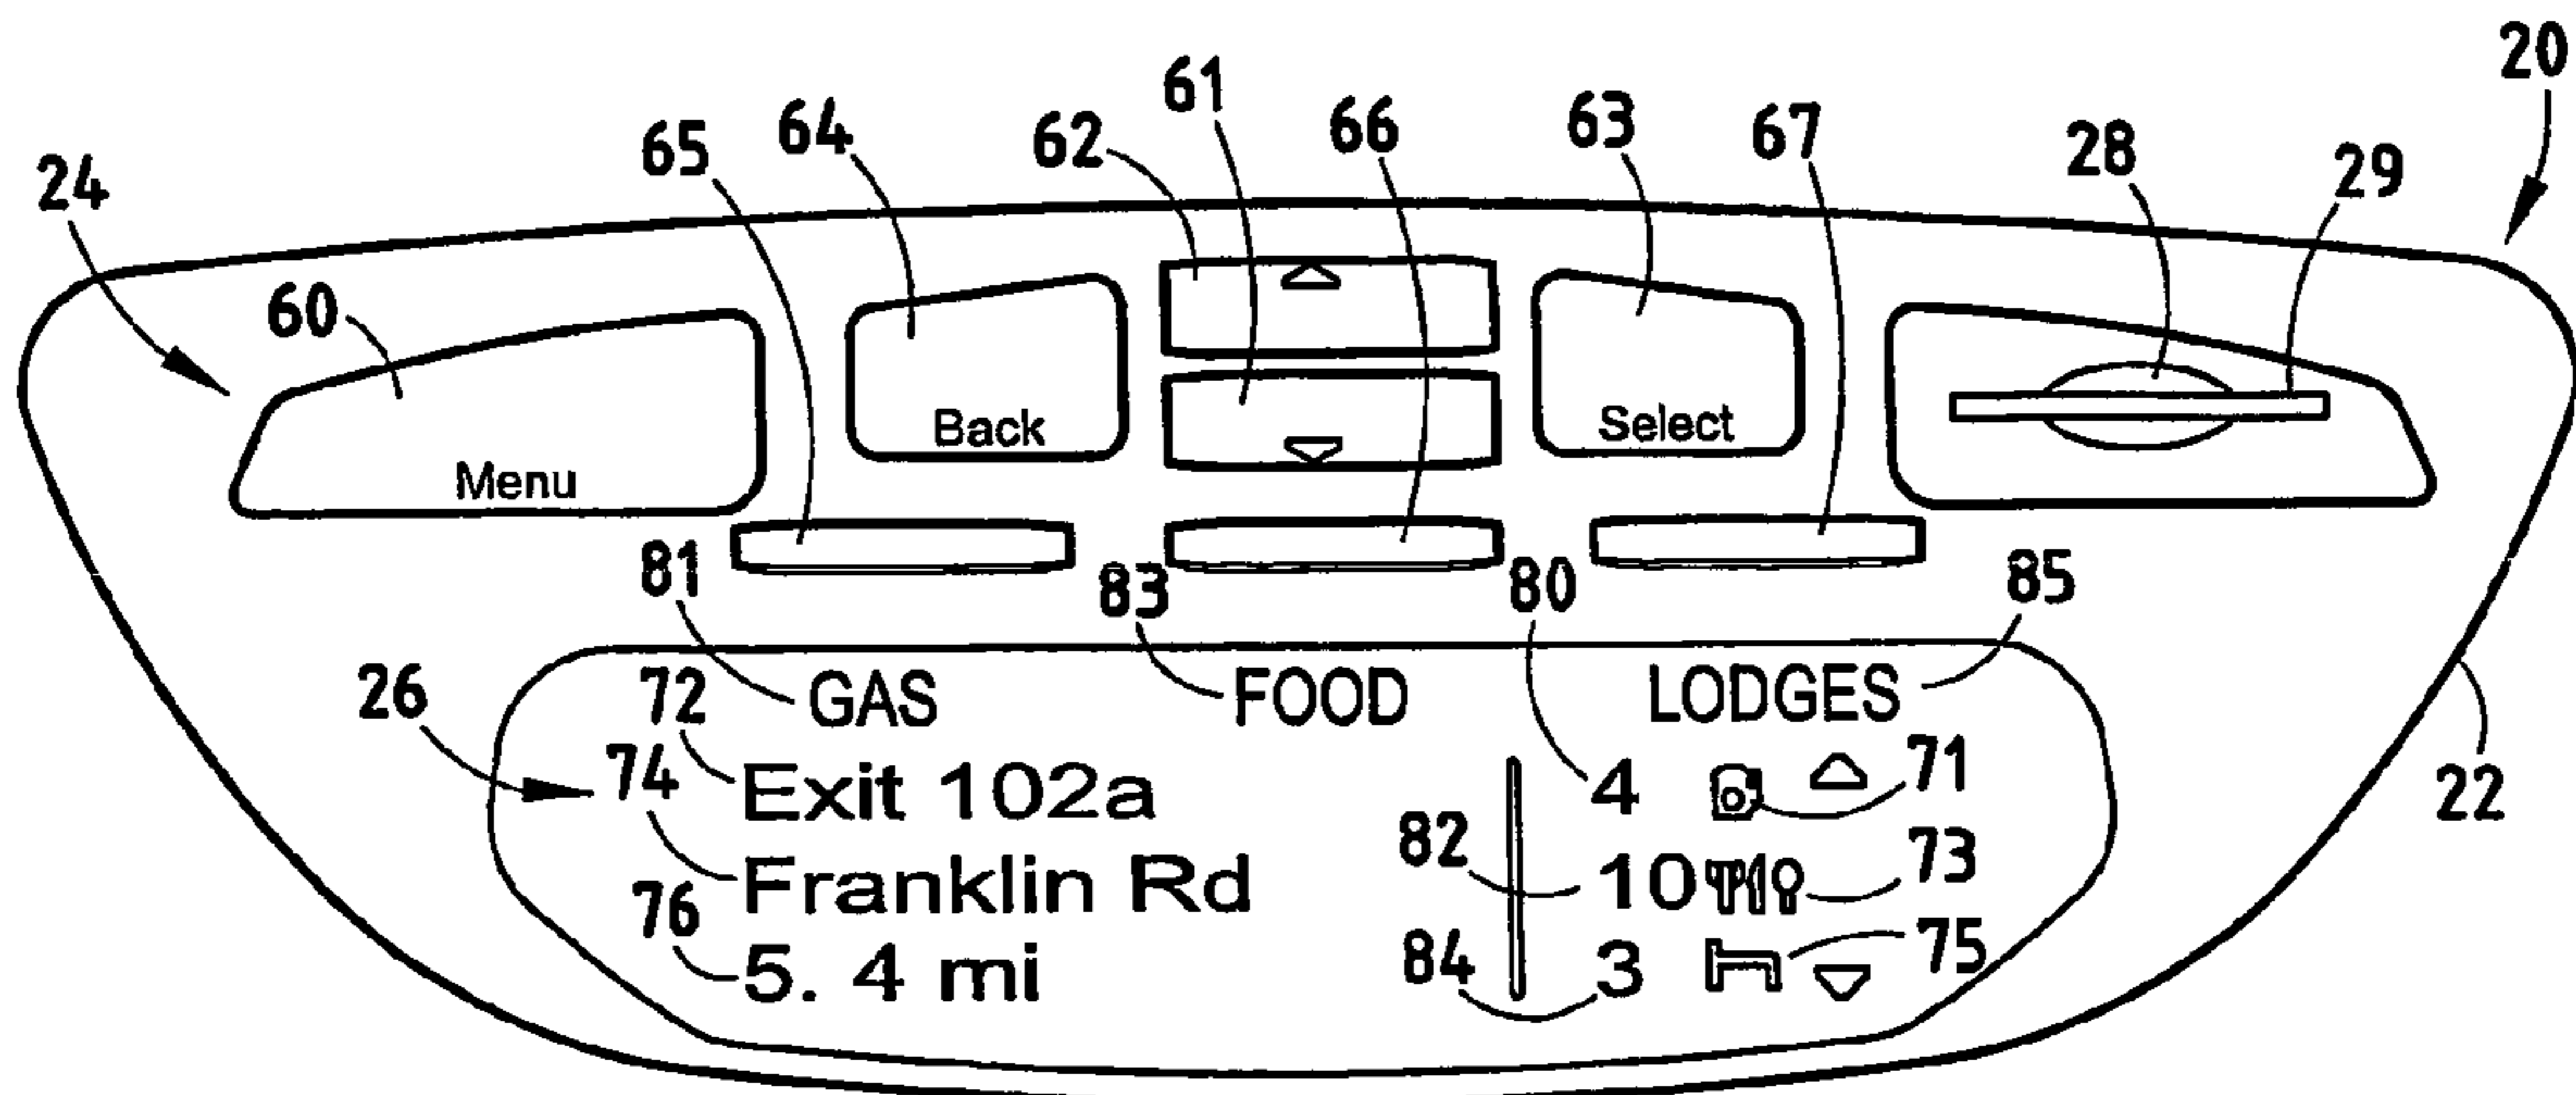 20
61
64 62 66 63 67 28
65 29
24
60
Back Select
Menu
81 83 80 85
72 GAS FOOD LODGES
26
74 Exit 102a 4 71
22
82 73
76 Franklin Rd 10
84 75
5. 4 mi 3